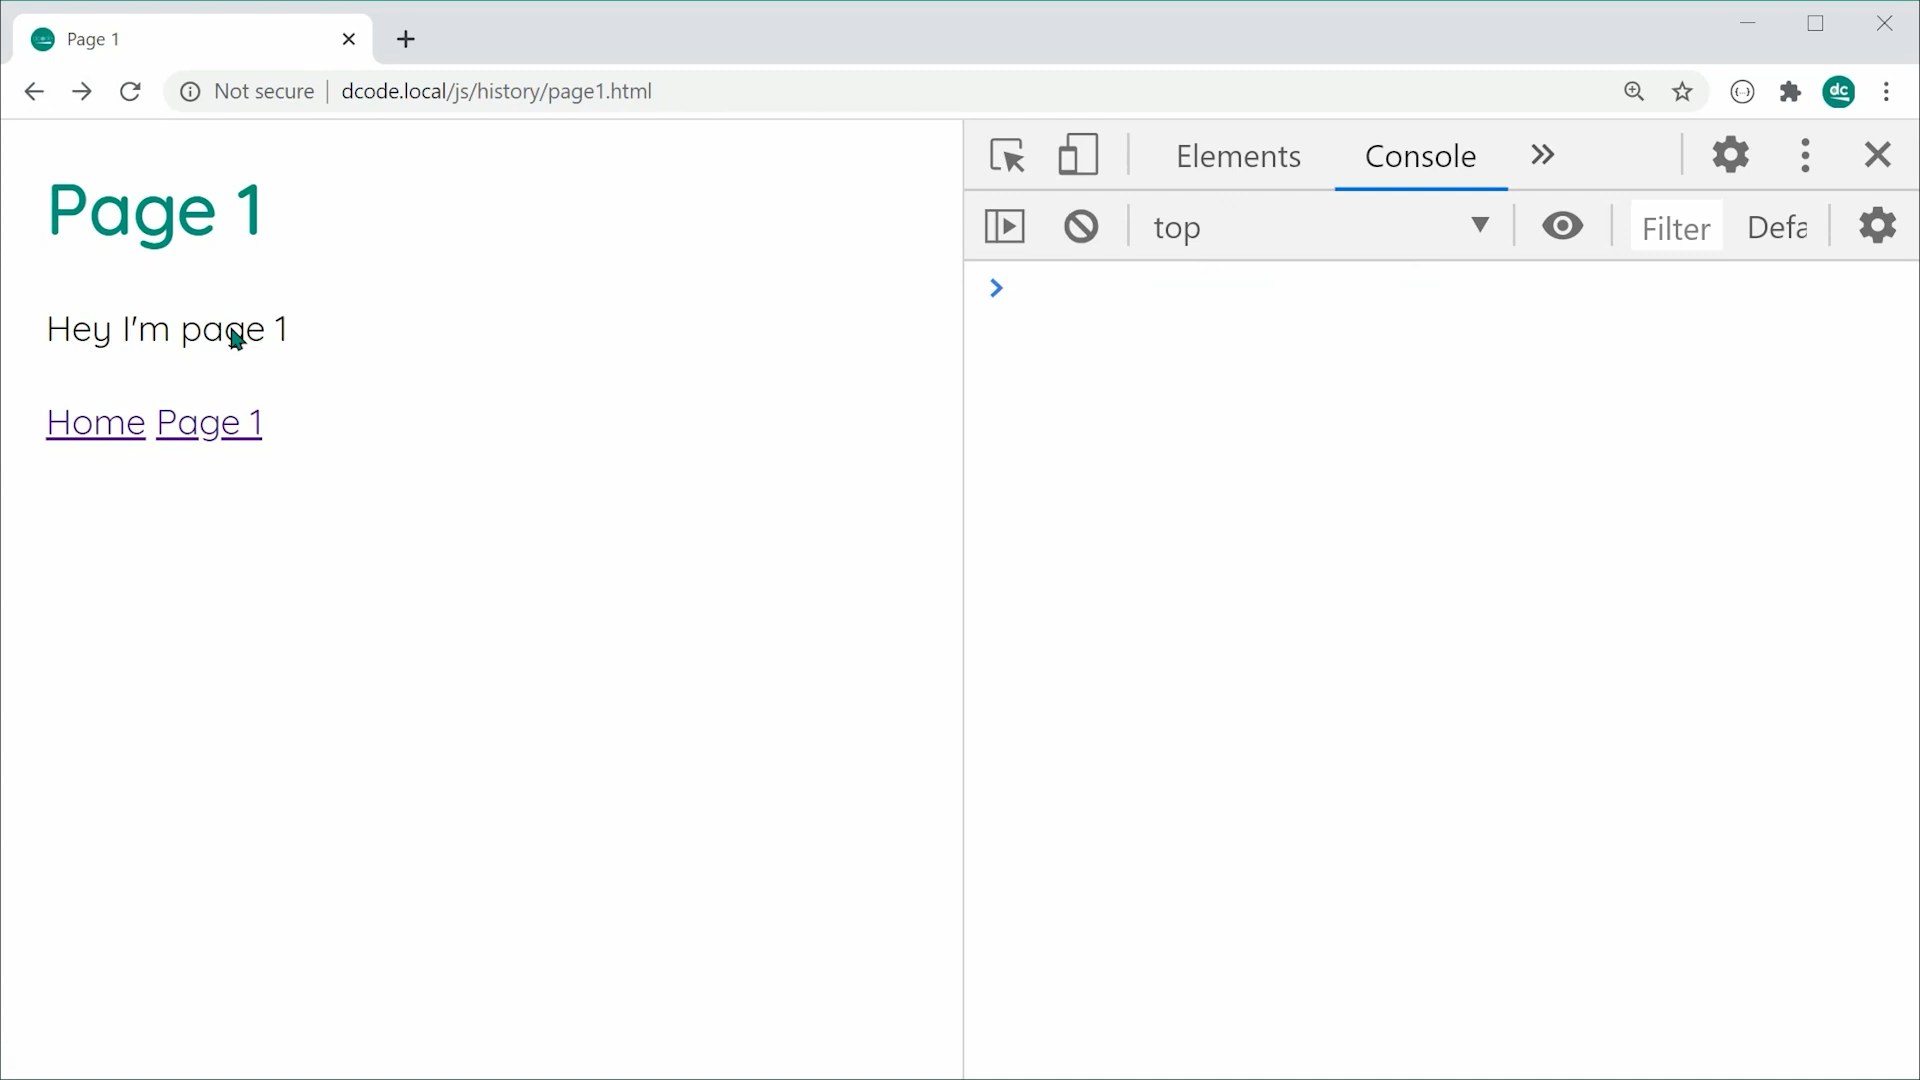 Page 1
Not secure | dcode.local/js/history/page1.html
dc
Elements Console
top Filter Defa
Page 1
Hey I'm page 1
Home Page 1